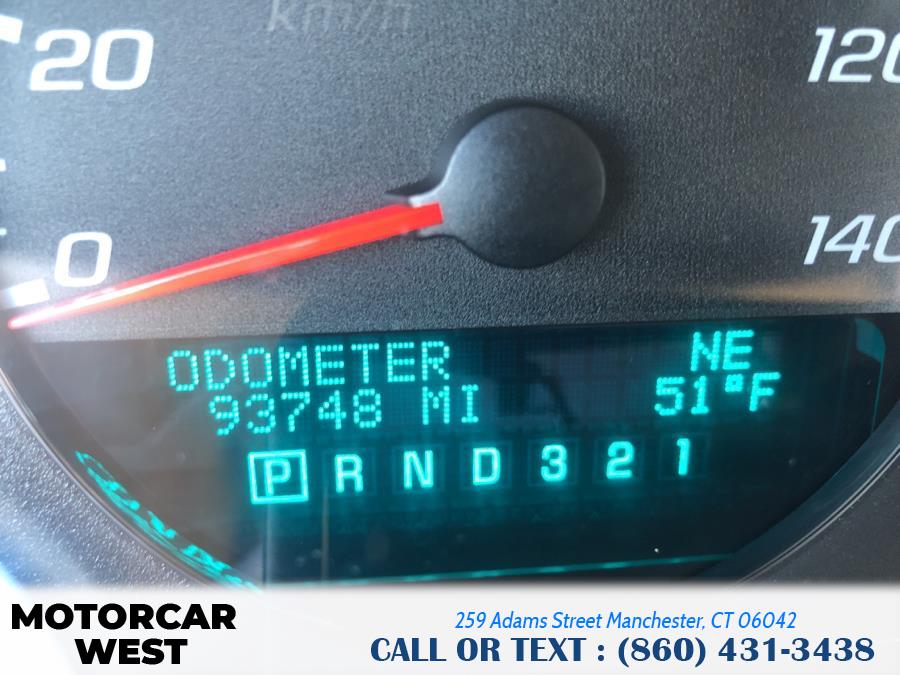 km/h
20
120
0
140
ODOMETER NE
93748 MI 51°F
P R N D 3 2 1
MOTORCAR
WEST
259 Adams Street Manchester, CT 06042
CALL OR TEXT : (860) 431-3438